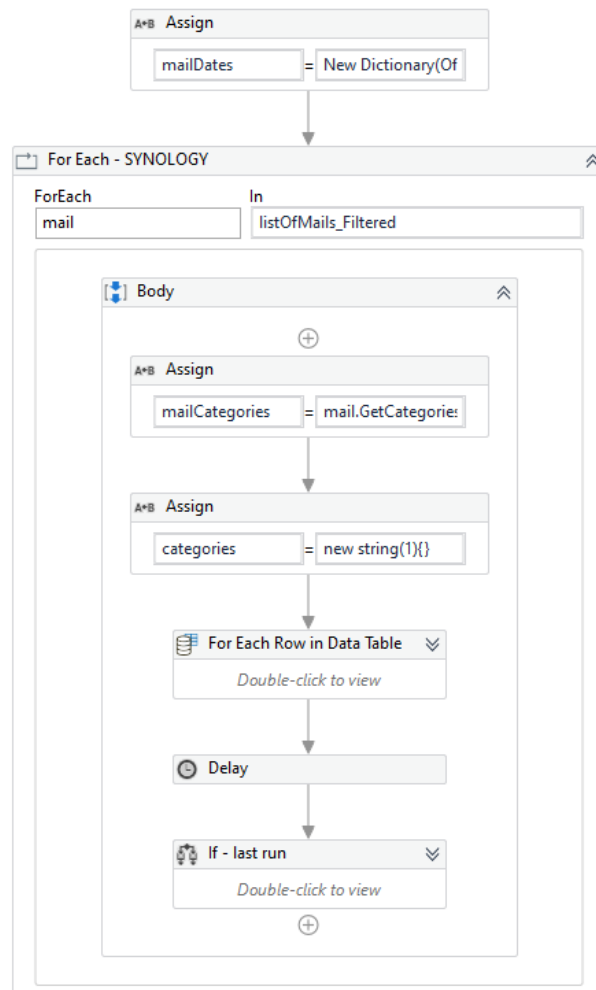 A+B Assign
mailDates = New Dictionary(Of
For Each - SYNOLOGY
ForEach In
mail listOfMails_Filtered
Body
A+B Assign
mailCategories = mail.GetCategories
A+B Assign
categories = new string(1){}
For Each Row in Data Table
Double-click to view
Delay
If - last run
Double-click to view